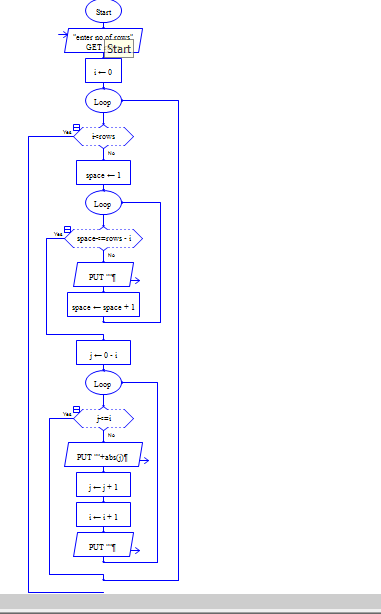 Start
"enter no of rows"
GET
Start
i ← 0
Loop
Yes
i<rows
No
space ← 1
Loop
Yes
space<=rows - i
No
PUT ""¶
space ← space + 1
j ← 0 - i
Loop
Yes
j<=i
No
PUT ""+abs(j)¶
j ← j + 1
i ← i + 1
PUT ""¶